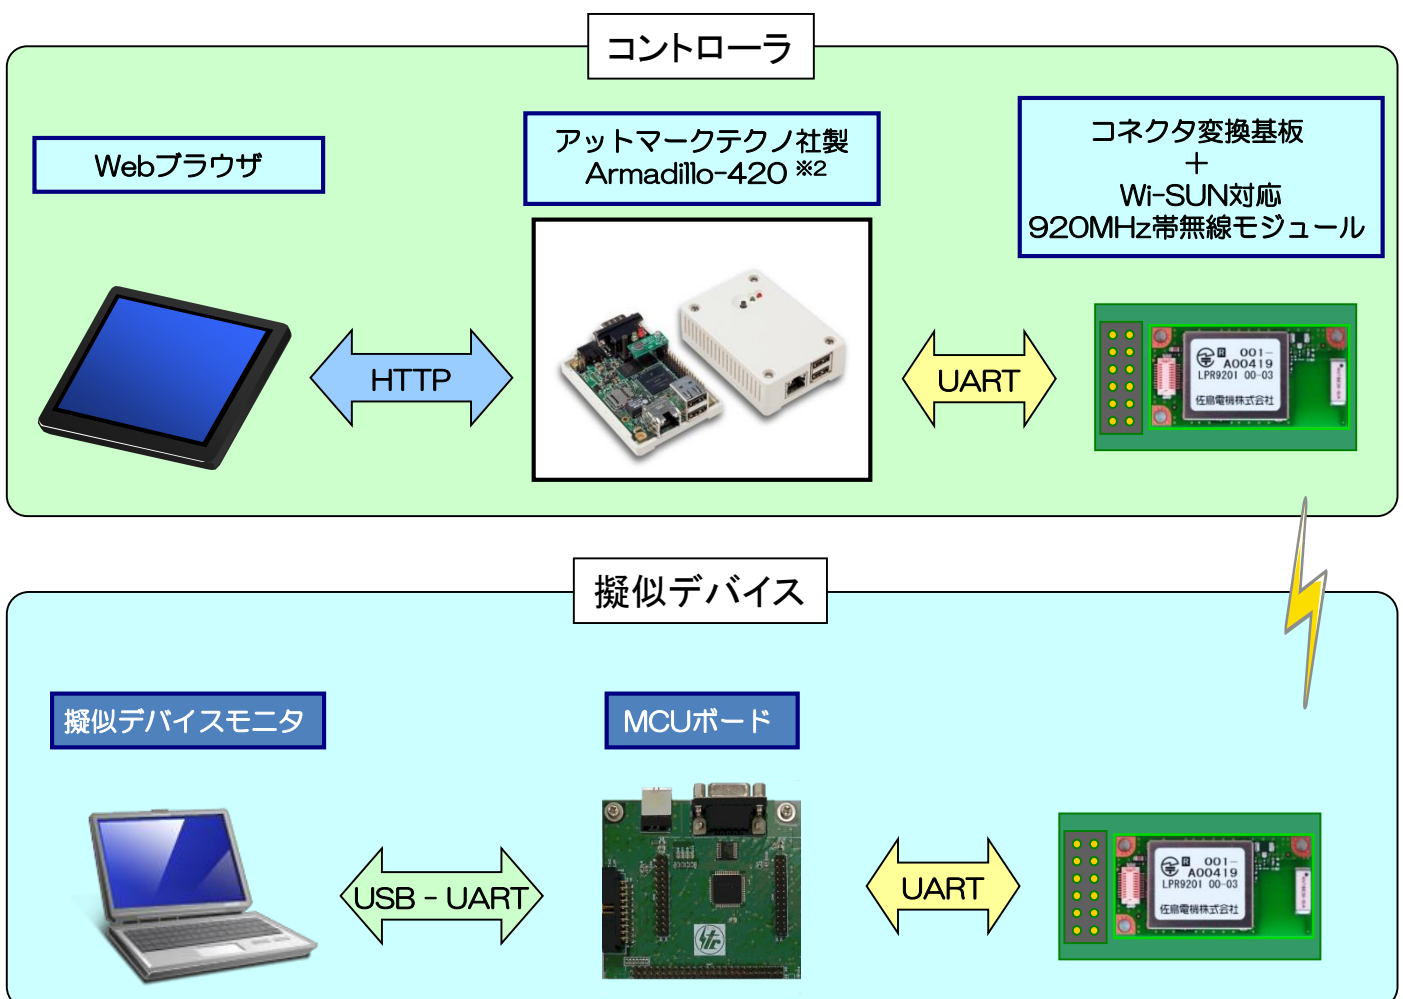 コントローラ
Webブラウザ
アットマークテクノ社製
Armadillo-420 ※2
コネクタ変換基板
＋
Wi-SUN対応
920MHz帯無線モジュール
HTTP
UART
R 001-
A00419
LPR9201 00-03
佐鳥電機株式会社
擬似デバイス
擬似デバイスモニタ
MCUボード
USB - UART
UART
R 001-
A00419
LPR9201 00-03
佐鳥電機株式会社